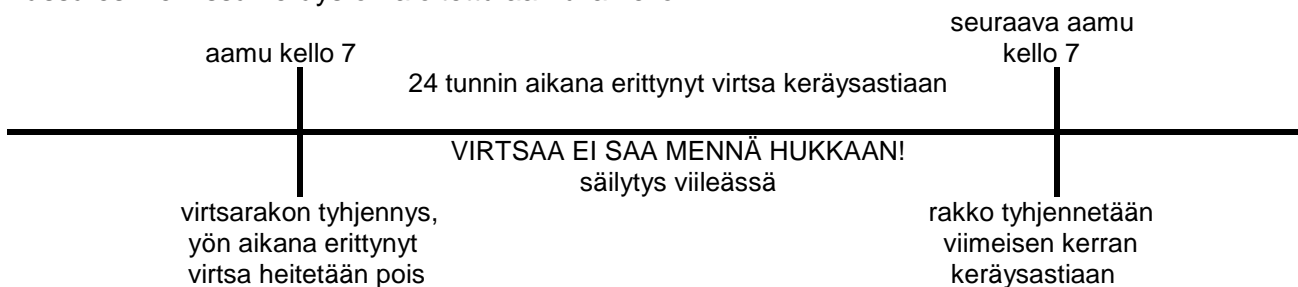 aamu kello 7
seuraava aamu
kello 7
24 tunnin aikana erittynyt virtsa keräysastiaan
VIRTSAA EI SAA MENNÄ HUKKAAN!
säilytys viileässä
virtsarakon tyhjennys,
yön aikana erittynyt
virtsa heitetään pois
rakko tyhjennetään
viimeisen kerran
keräysastiaan